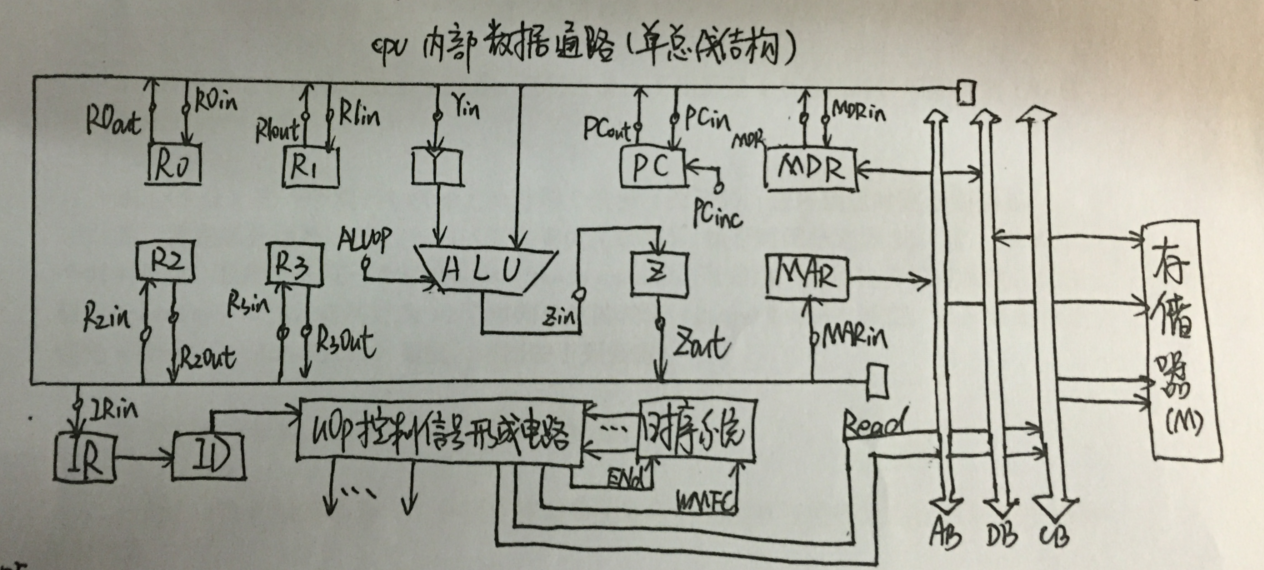 cpu 内部数据通路(单总线结构)
R0out
R0in
R1out
R1in
Yin
PCout
PCin
MDR
MDRin
R0
R1
Y
PC
MDR
PCinc
ALUOP
R2
R3
ALU
Z
MAR
存储器(M)
R2in
R2out
R3in
R3out
Zin
Zout
MARin
IRin
IR
ID
uOp控制信号形成电路
...
时序系统
Read
...
END
WMFC
AB
DB
CB